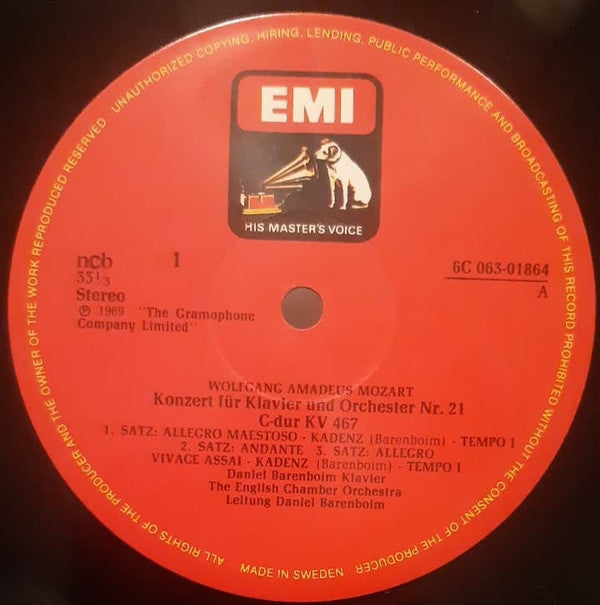 UNAUTHORIZED COPYING, HIRING, LENDING, PUBLIC PERFORMANCE AND BROADCASTING OF THIS RECORD PROHIBITED WITHOUT THE CONSENT OF THE PRODUCER
ALL RIGHTS OF THE PRODUCER AND THE OWNER OF THE WORK REPRODUCED RESERVED ·
EMI
HIS MASTER'S VOICE
ncb 1
33⅓
Stereo
6C 063-01864
A
℗ 1969 "The Gramophone
Company Limited"
WOLFGANG AMADEUS MOZART
Konzert für Klavier und Orchester Nr. 21
C-dur KV 467
1. SATZ: ALLEGRO MAESTOSO - KADENZ (Barenboim) - TEMPO I
2. SATZ: ANDANTE 3. SATZ: ALLEGRO
VIVACE ASSAI - KADENZ (Barenboim) - TEMPO I
Daniel Barenboim Klavier
The English Chamber Orchestra
Leitung Daniel Barenboim
MADE IN SWEDEN